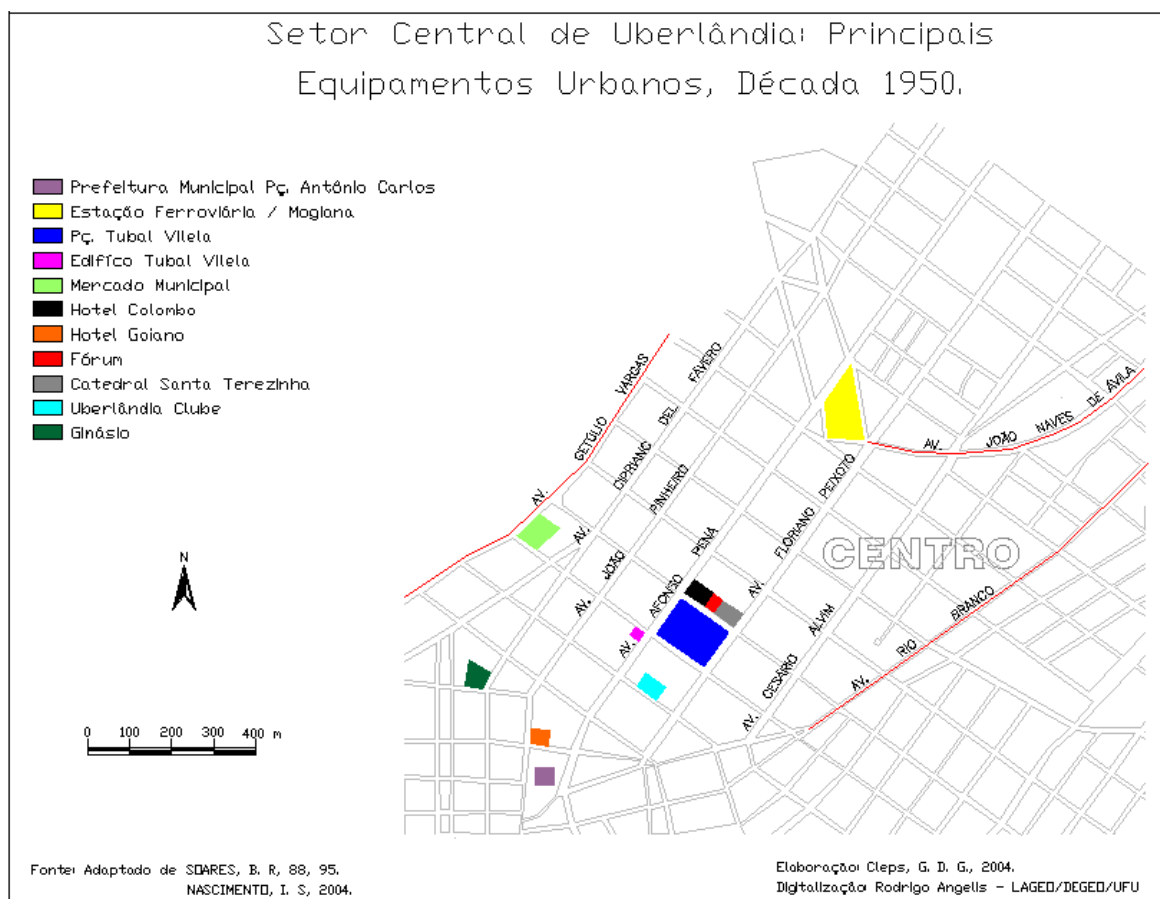 Setor Central de Uberlândia: Principais
Equipamentos Urbanos, Década 1950.
Prefeitura Municipal Pç. Antônio Carlos
Estação Ferroviária / Mogiana
Pç. Tubal Vilela
Edifíco Tubal Vilela
Mercado Municipal
Hotel Colombo
Hotel Goiano
Fórum
Catedral Santa Terezinha
Uberlândia Clube
Ginásio
N
0 100 200 300 400 m
AV. GETÚLIO VARGAS
AV. CIPRIANO DEL FAVERO
AV. JOÃO PINHEIRO
AV. AFONSO PENA
AV. FLORIANO PEIXOTO
AV. CESÁRIO ALVIM
AV. RIO BRANCO
AV. JOÃO NAVES DE ÁVILA
CENTRO
Fonte: Adaptado de SOARES, B. R, 88, 95.
NASCIMENTO, I. S, 2004.
Elaboração: Cleps, G. D. G., 2004.
Digitalização: Rodrigo Angelis - LAGEO/DEGEO/UFU